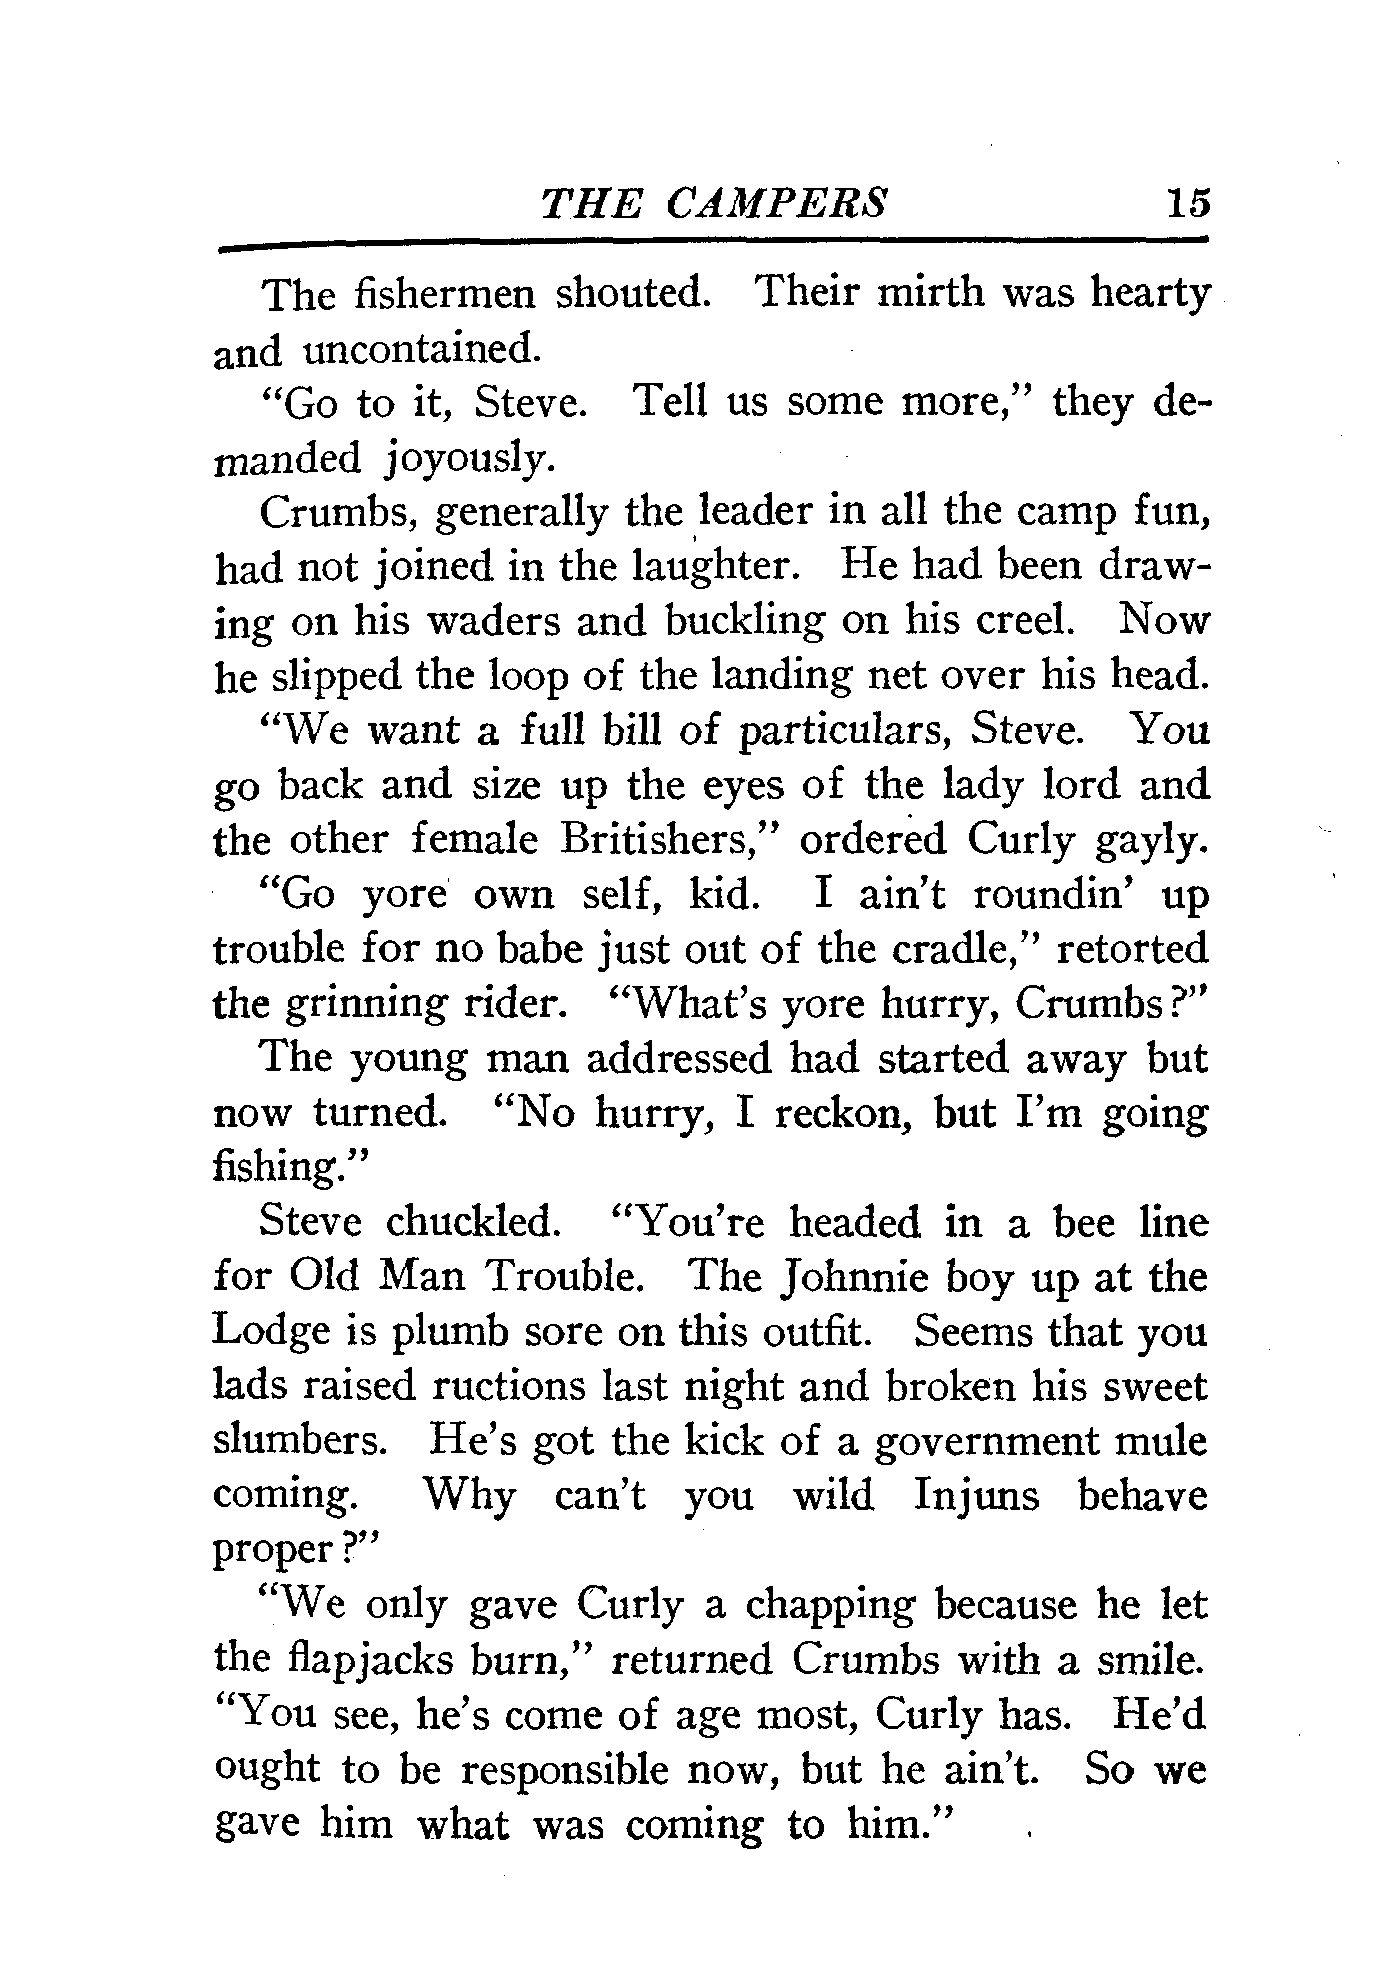 THE CAMPERS 15
The fishermen shouted. Their mirth was hearty
and uncontained.
"Go to it, Steve. Tell us some more," they de-
manded joyously.
Crumbs, generally the leader in all the camp fun,
had not joined in the laughter. He had been draw-
ing on his waders and buckling on his creel. Now
he slipped the loop of the landing net over his head.
"We want a full bill of particulars, Steve. You
go back and size up the eyes of the lady lord and
the other female Britishers," ordered Curly gayly.
"Go yore own self, kid. I ain't roundin' up
trouble for no babe just out of the cradle," retorted
the grinning rider. "What's yore hurry, Crumbs?"
The young man addressed had started away but
now turned. "No hurry, I reckon, but I'm going
fishing."
Steve chuckled. "You're headed in a bee line
for Old Man Trouble. The Johnnie boy up at the
Lodge is plumb sore on this outfit. Seems that you
lads raised ructions last night and broken his sweet
slumbers. He's got the kick of a government mule
coming. Why can't you wild Injuns behave
proper?"
"We only gave Curly a chapping because he let
the flapjacks burn," returned Crumbs with a smile.
"You see, he's come of age most, Curly has. He'd
ought to be responsible now, but he ain't. So we
gave him what was coming to him."